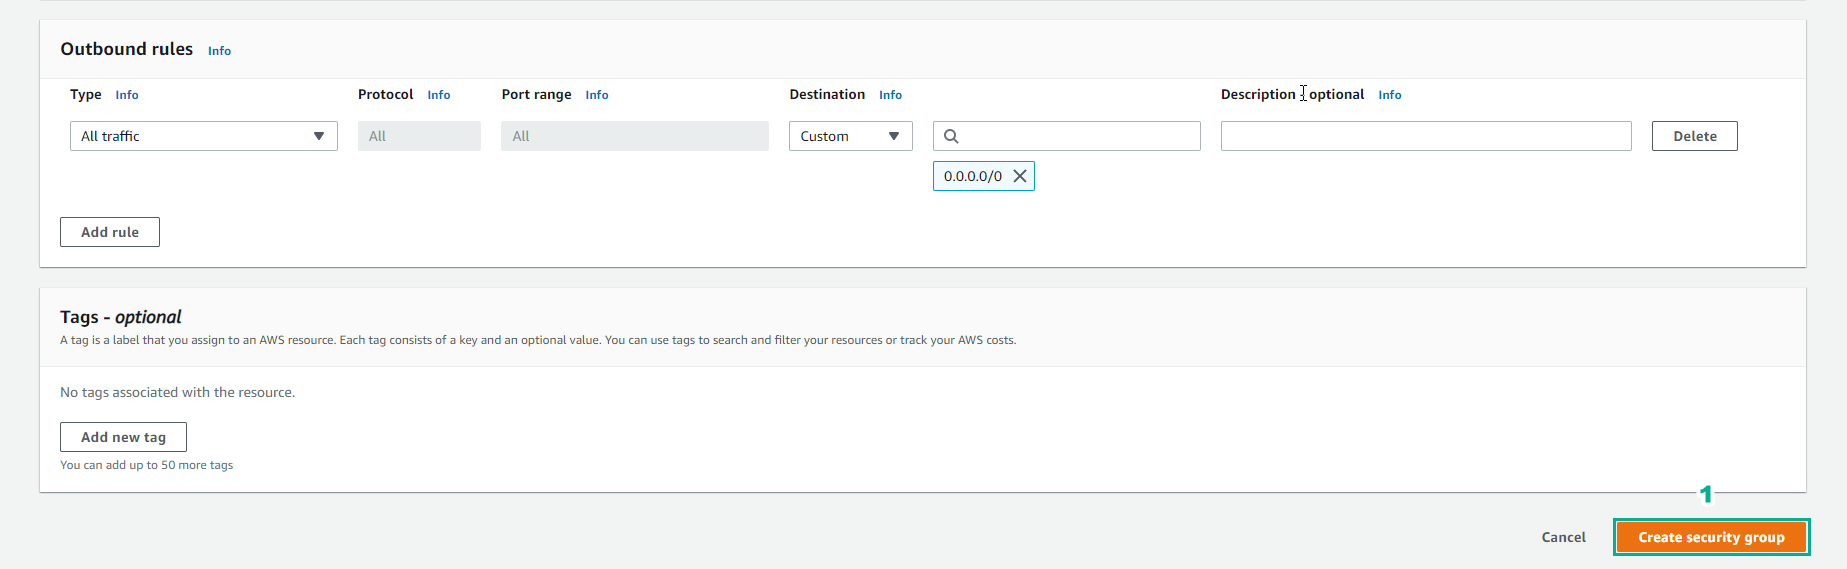 Outbound rules Info
Type Info Protocol Info Port range Info Destination Info Description optional Info
All traffic All All Custom Delete
0.0.0.0/0
Add rule
Tags - optional
A tag is a label that you assign to an AWS resource. Each tag consists of a key and an optional value. You can use tags to search and filter your resources or track your AWS costs.
No tags associated with the resource.
Add new tag
You can add up to 50 more tags
1
Cancel Create security group